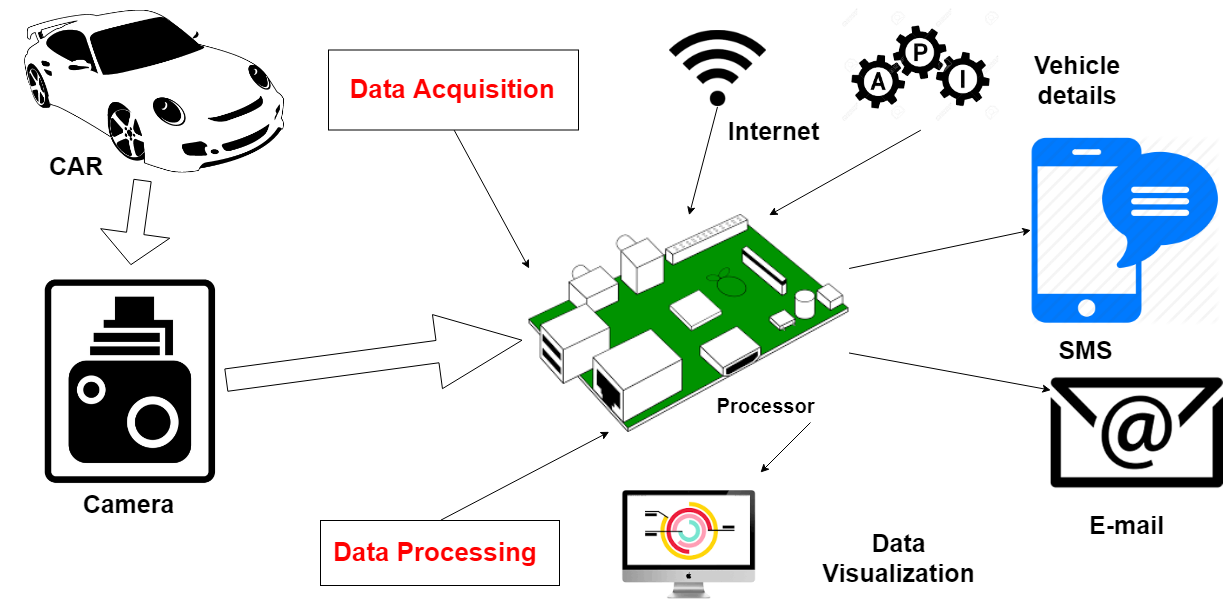 Data Acquisition
A P I
Vehicle
details
Internet
CAR
SMS
Processor
Camera
E-mail
Data Processing
Data
Visualization
@